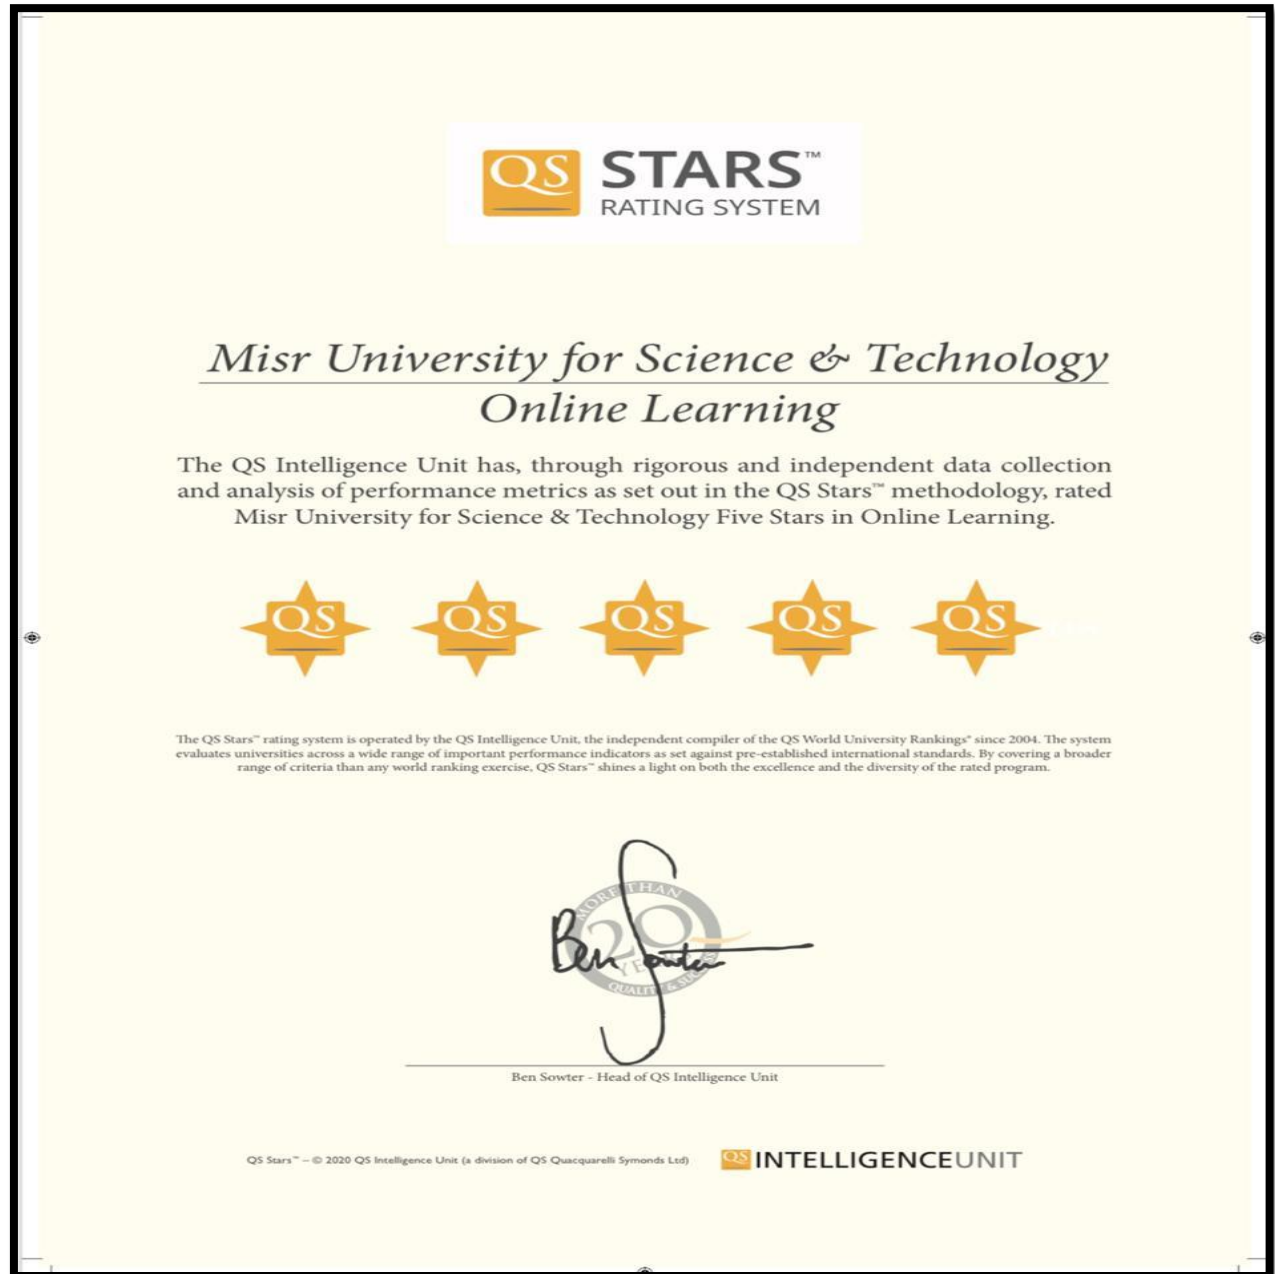 QS STARS™
RATING SYSTEM
Misr University for Science & Technology
Online Learning
The QS Intelligence Unit has, through rigorous and independent data collection
and analysis of performance metrics as set out in the QS Stars™ methodology, rated
Misr University for Science & Technology Five Stars in Online Learning.
QS QS QS QS QS
The QS Stars™ rating system is operated by the QS Intelligence Unit, the independent compiler of the QS World University Rankings® since 2004. The system
evaluates universities across a wide range of important performance indicators as set against pre-established international standards. By covering a broader
range of criteria than any world ranking exercise, QS Stars™ shines a light on both the excellence and the diversity of the rated program.
MORE THAN
20
Ben Sowter
QUALITY &
Ben Sowter - Head of QS Intelligence Unit
QS Stars™ – © 2020 QS Intelligence Unit (a division of QS Quacquarelli Symonds Ltd)
QS INTELLIGENCEUNIT